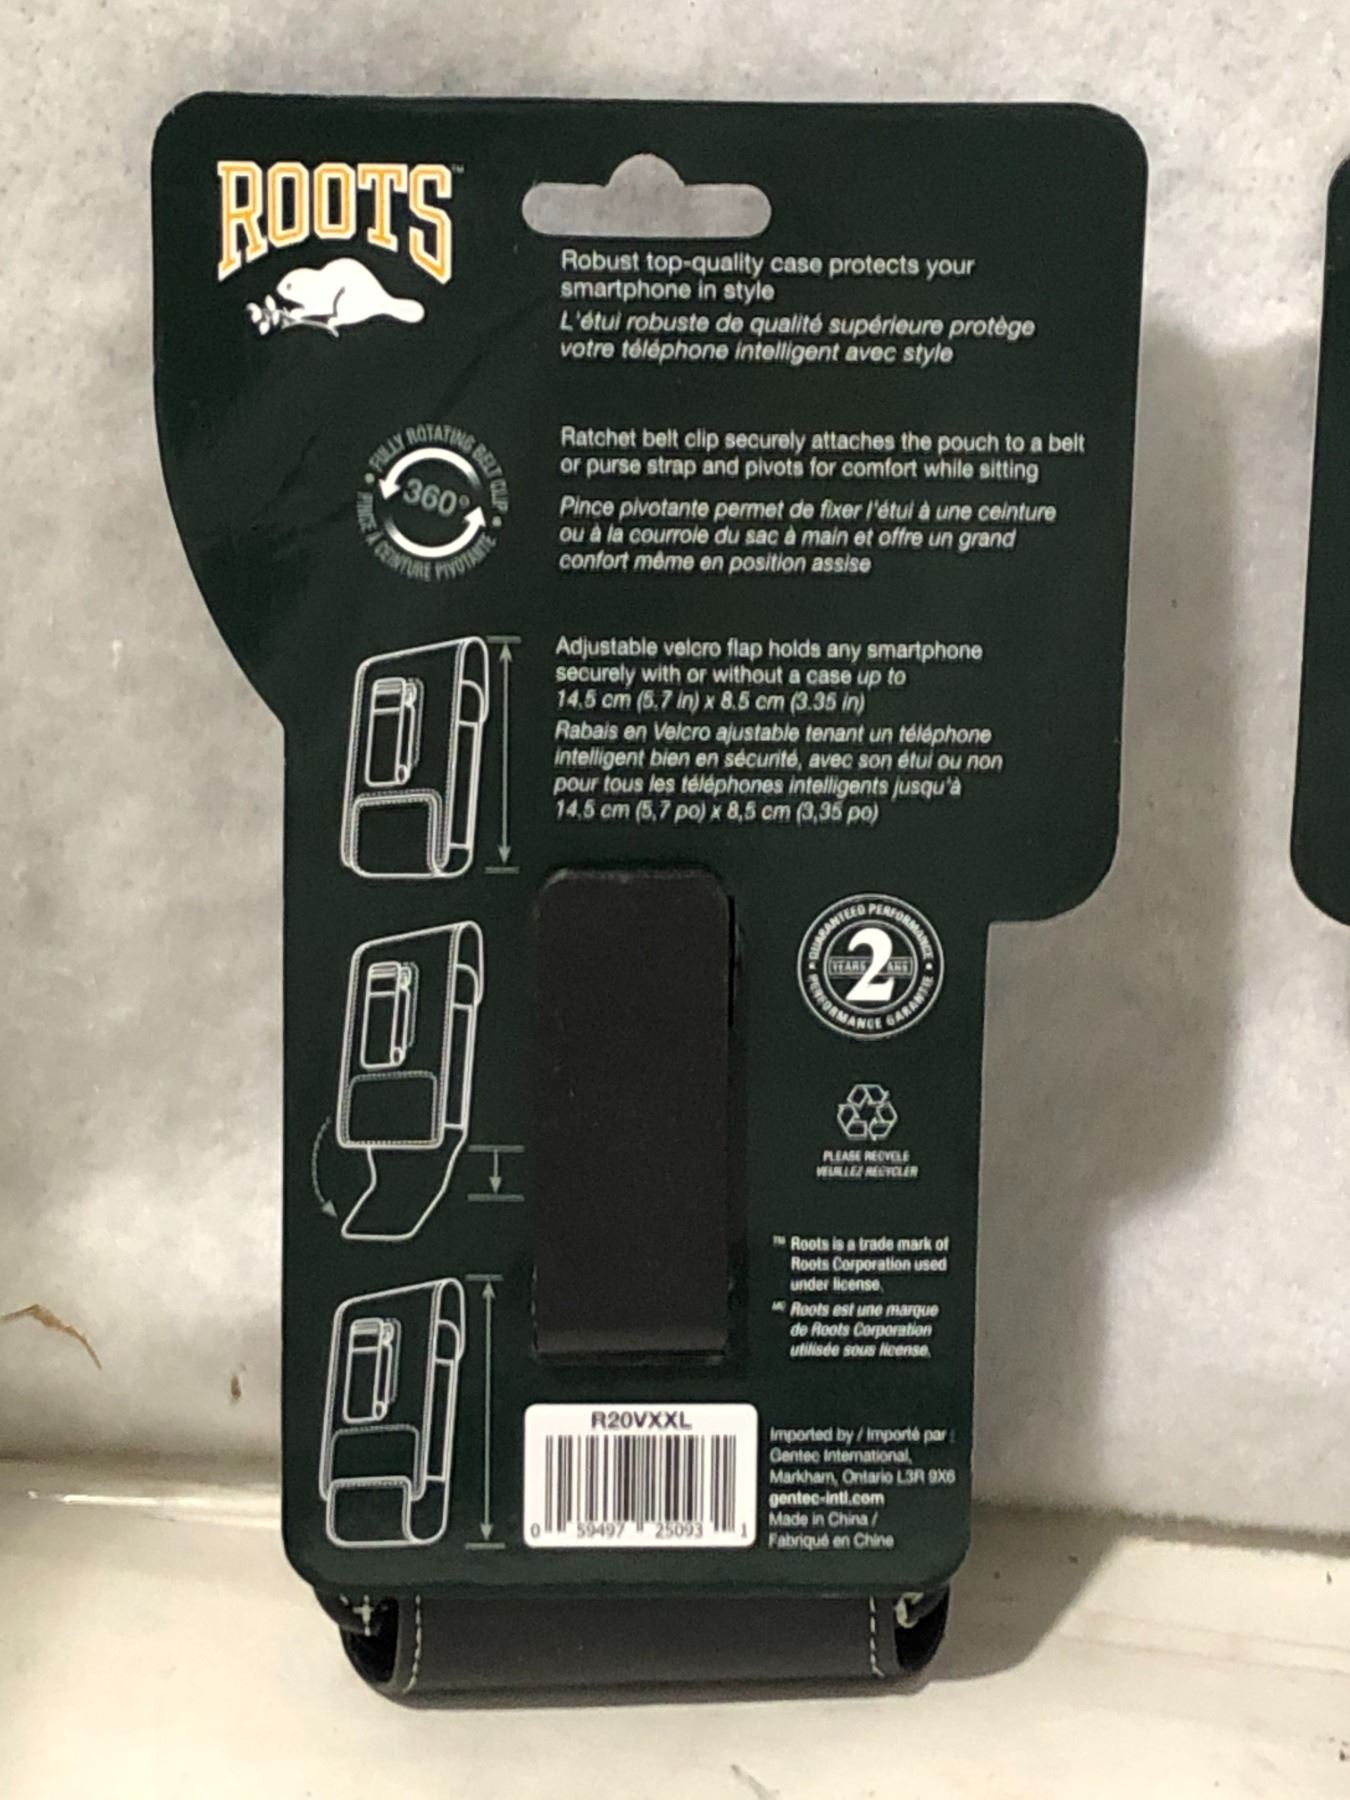 ROOTS™
Robust top-quality case protects your
smartphone in style
L'étui robuste de qualité supérieure protège
votre téléphone intelligent avec style
• FULLY ROTATING BELT CLIP •
PINCE À CEINTURE PIVOTANTE
360°
Ratchet belt clip securely attaches the pouch to a belt
or purse strap and pivots for comfort while sitting
Pince pivotante permet de fixer l'étui à une ceinture
ou à la courroie du sac à main et offre un grand
confort même en position assise
Adjustable velcro flap holds any smartphone
securely with or without a case up to
14.5 cm (5.7 in) x 8.5 cm (3.35 in)
Rabais en Velcro ajustable tenant un téléphone
intelligent bien en sécurité, avec son étui ou non
pour tous les téléphones intelligents jusqu'à
14.5 cm (5,7 po) x 8,5 cm (3,35 po)
• GUARANTEED PERFORMANCE •
YEARS 2 ANS
PERFORMANCE GARANTIE
PLEASE RECYCLE
VEUILLEZ RECYCLER
™ Roots is a trade mark of
Roots Corporation used
under license.
MC Roots est une marque
de Roots Corporation
utilisée sous license.
R20VXXL
0 59497 25093 1
Imported by / Importé par :
Gentec International,
Markham, Ontario L3R 9X6
gentec-intl.com
Made in China /
Fabriqué en Chine